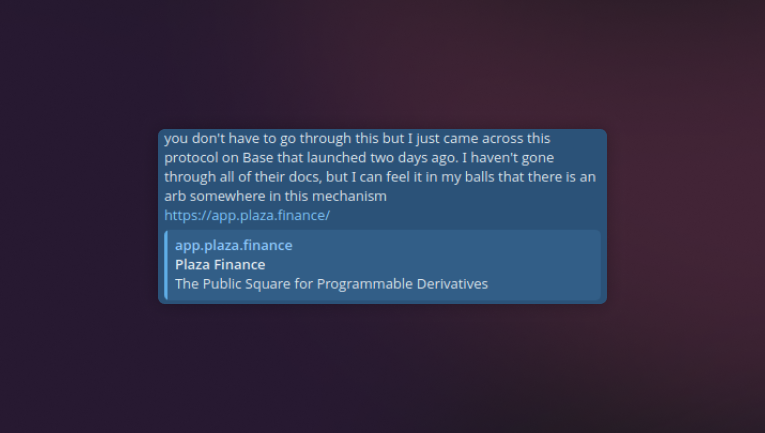 you don't have to go through this but I just came across this
protocol on Base that launched two days ago. I haven't gone
through all of their docs, but I can feel it in my balls that there is an
arb somewhere in this mechanism
https://app.plaza.finance/
app.plaza.finance
Plaza Finance
The Public Square for Programmable Derivatives